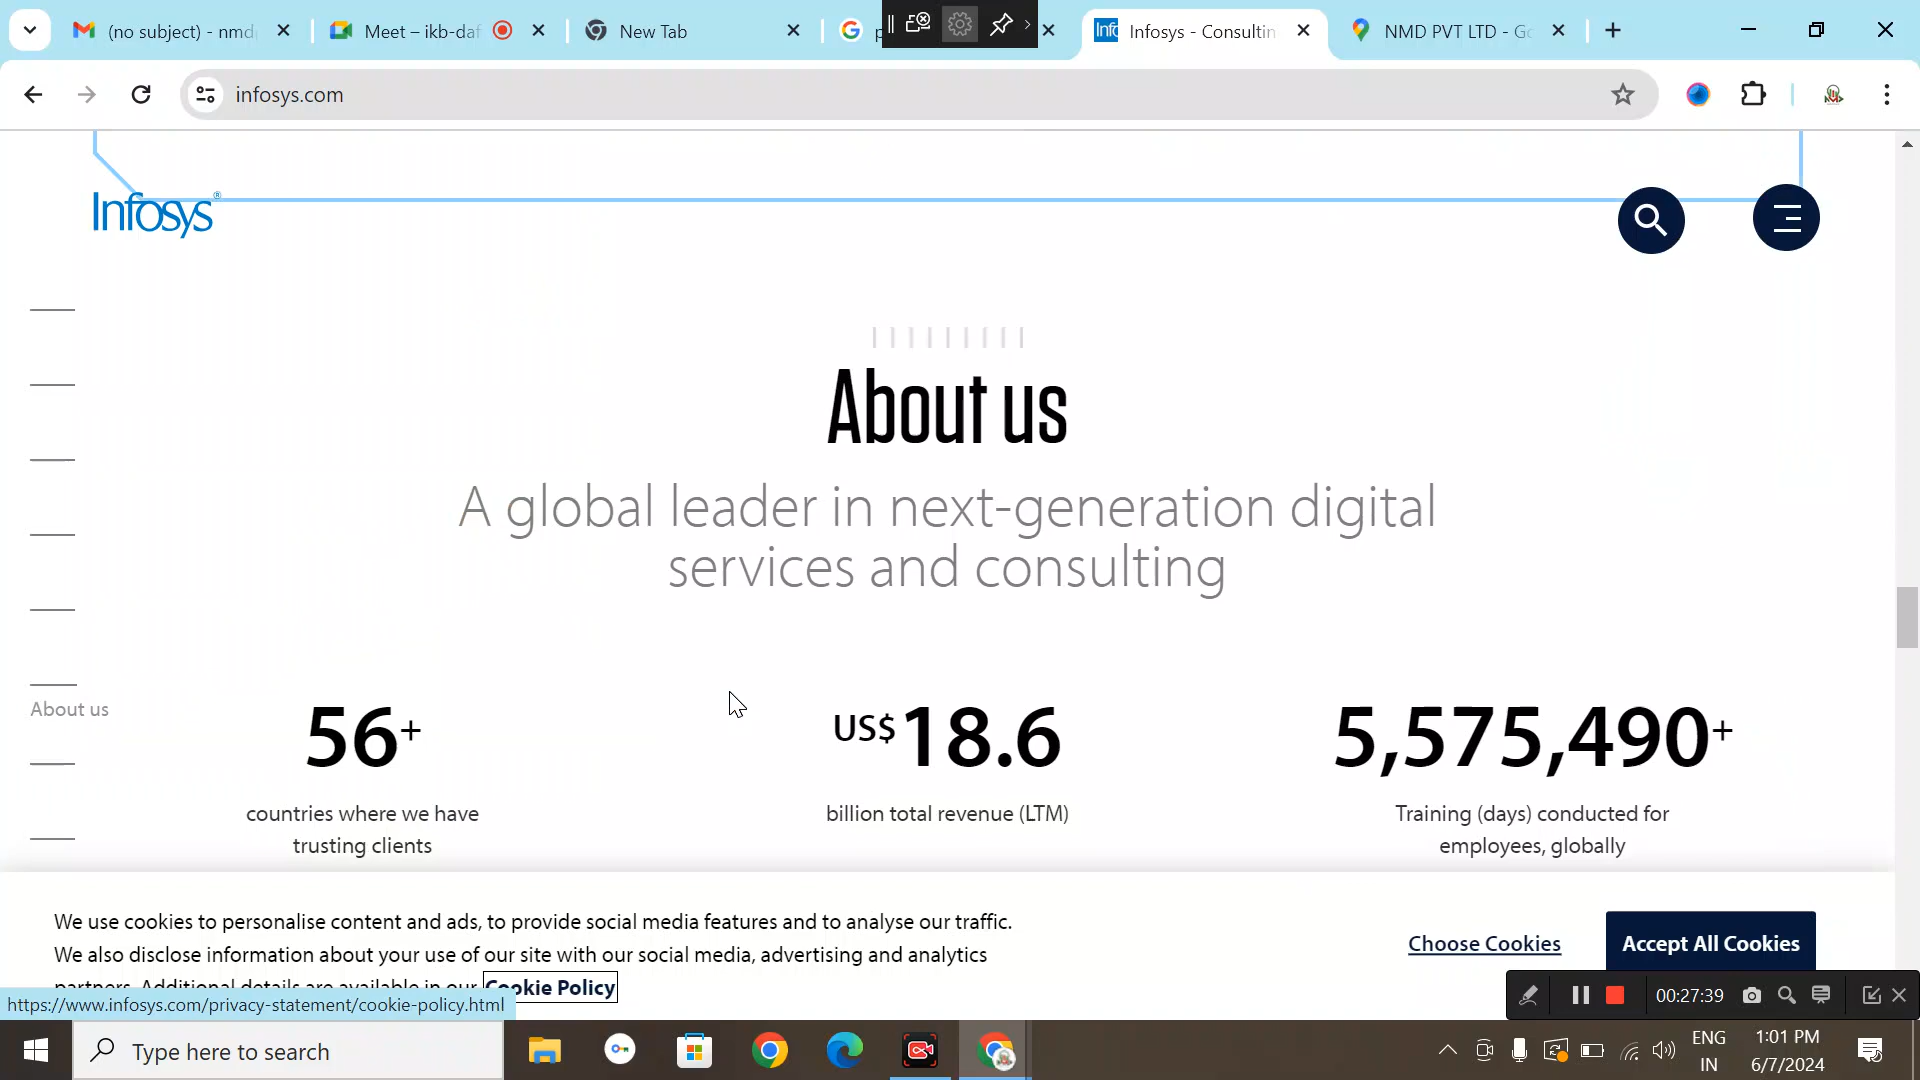 (no subject) - nmd
Meet – ikb-daf
New Tab
p
Infosys - Consultin
NMD PVT LTD - Go
infosys.com
Infosys®
About us
A global leader in next-generation digital
services and consulting
About us
56+
countries where we have
trusting clients
US$18.6
billion total revenue (LTM)
5,575,490+
Training (days) conducted for
employees, globally
We use cookies to personalise content and ads, to provide social media features and to analyse our traffic.
We also disclose information about your use of our site with our social media, advertising and analytics
partners. Additional details are available in our Cookie Policy
Choose Cookies
Accept All Cookies
https://www.infosys.com/privacy-statement/cookie-policy.html
00:27:39
Type here to search
ENG
IN
1:01 PM
6/7/2024